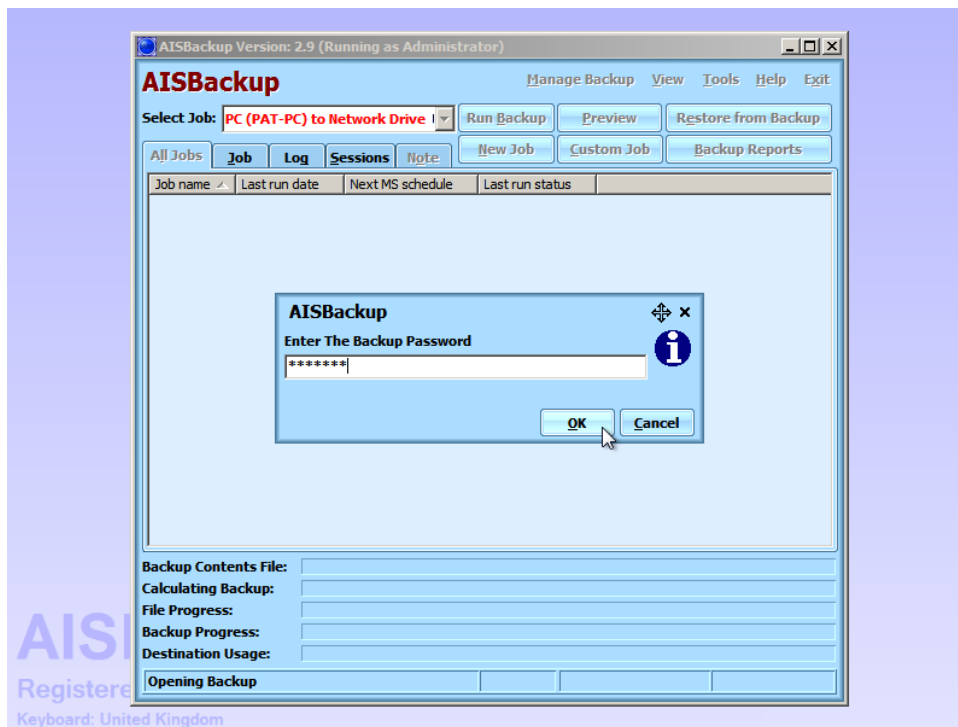 AISBackup Version: 2.9 (Running as Administrator)
AISBackup
Manage Backup View Tools Help Exit
Select Job: PC (PAT-PC) to Network Drive Run Backup Preview Restore from Backup
All Jobs Job Log Sessions Note New Job Custom Job Backup Reports
Job name Last run date Next MS schedule Last run status
AISBackup
Enter The Backup Password
*******
OK Cancel
Backup Contents File:
Calculating Backup:
File Progress:
Backup Progress:
Destination Usage:
Opening Backup
AISB
Registere
Keyboard: United Kingdom